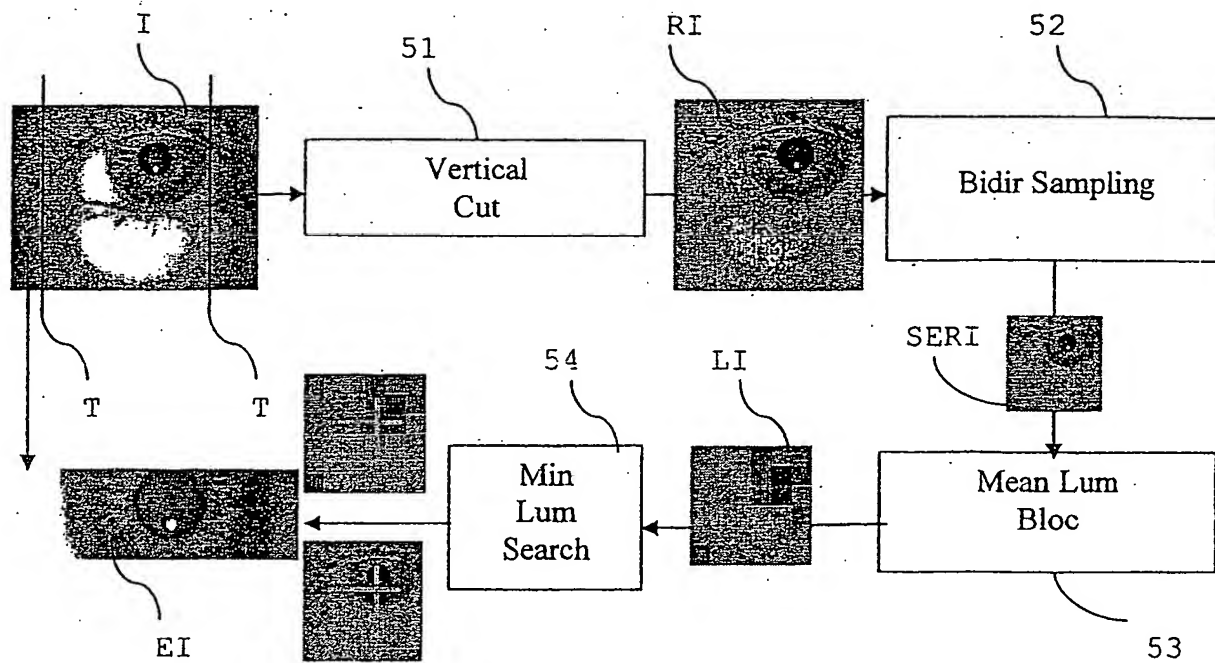 I
51
RI
52
Vertical
Cut
Bidir Sampling
SERI
54
LI
T
T
Min
Lum
Search
Mean Lum
Bloc
EI
53